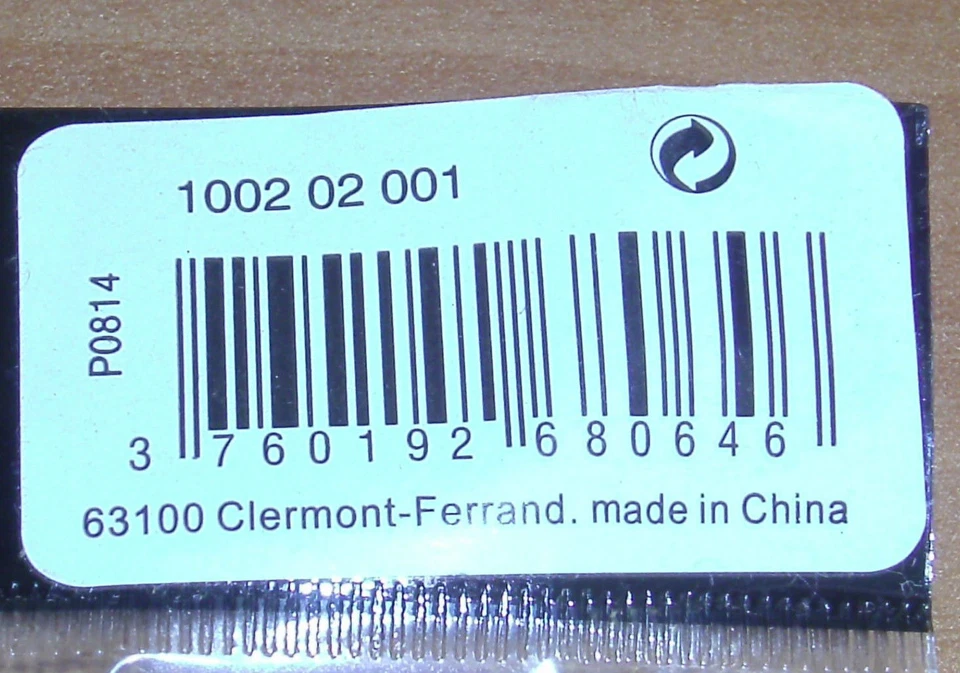 1002 02 001
P0814
3 760192 680646
63100 Clermont-Ferrand. made in China